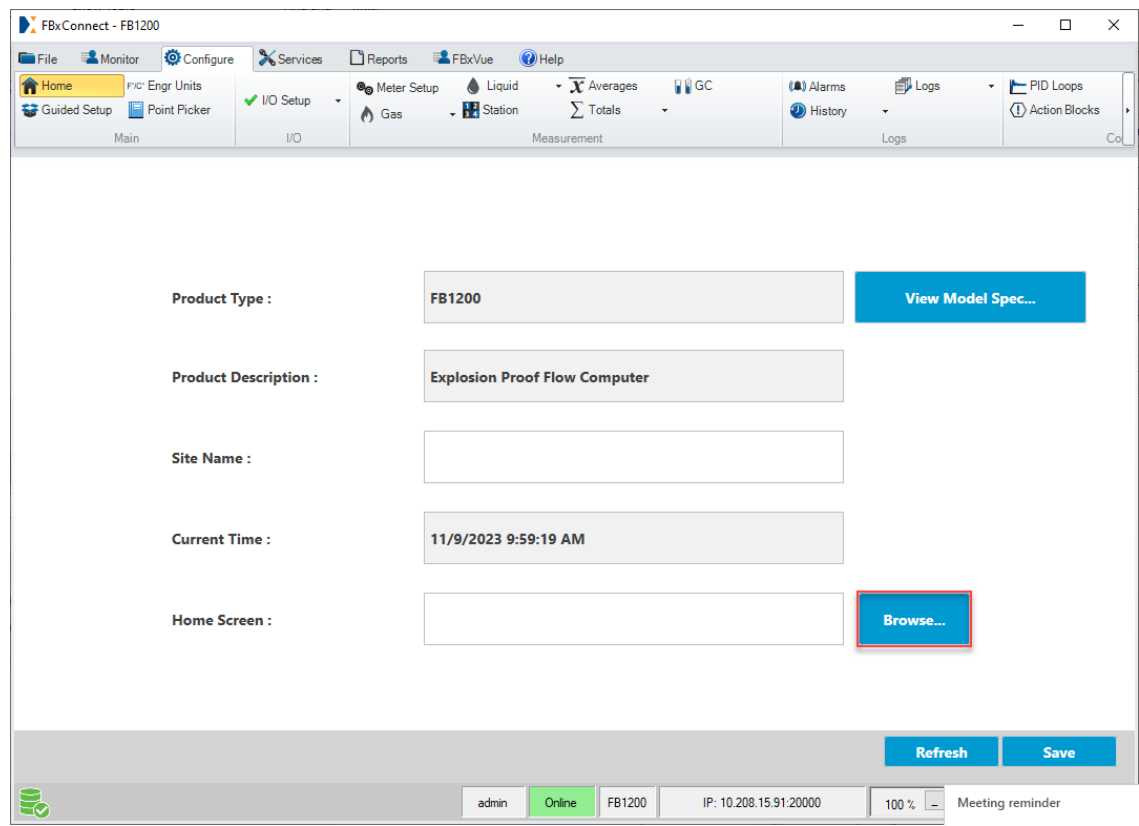 FBxConnect - FB1200
File Monitor Configure Services Reports FBxVue Help
Home F/C° Engr Units I/O Setup Meter Setup Liquid Averages GC Alarms Logs PID Loops
Guided Setup Point Picker Gas Station Totals History Action Blocks
Main I/O Measurement Logs Co
Product Type : FB1200 View Model Spec...
Product Description : Explosion Proof Flow Computer
Site Name :
Current Time : 11/9/2023 9:59:19 AM
Home Screen : Browse...
Refresh Save
admin Online FB1200 IP: 10.208.15.91:20000 100 % – Meeting reminder